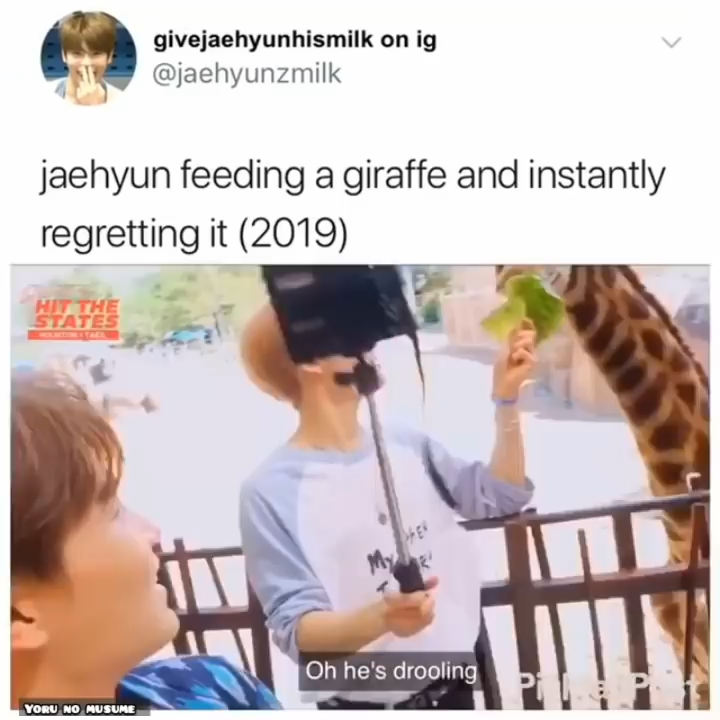 givejaehyunhismilk on ig
@jaehyunzmilk
jaehyun feeding a giraffe and instantly
regretting it (2019)
HIT THE
STATES
My
Oh he's drooling
YORU NO MUSUME